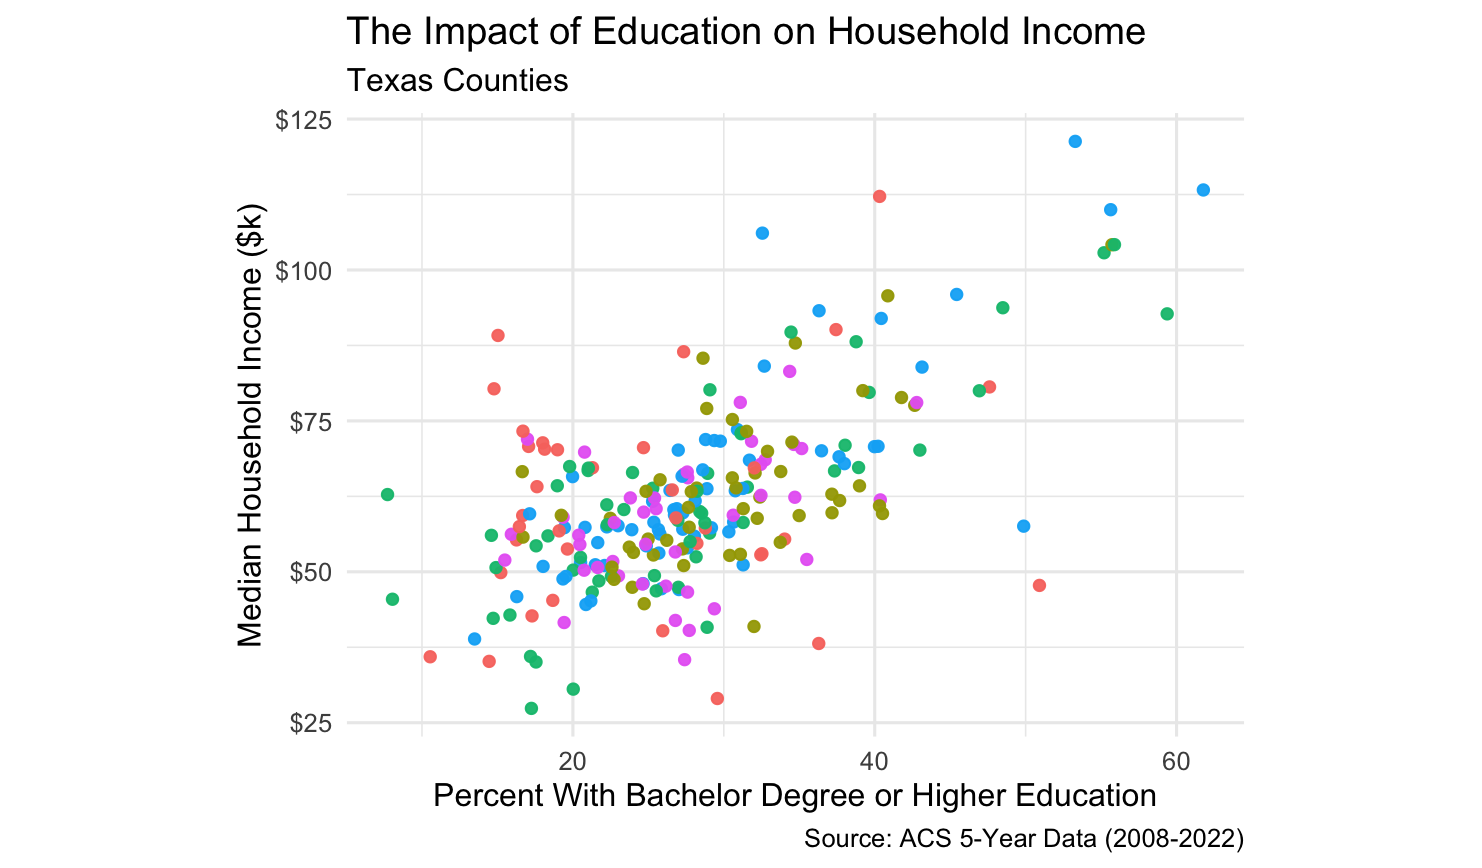 The Impact of Education on Household Income
Texas Counties
Median Household Income ($k)
$125
$100
$75
$50
$25
20 40 60
Percent With Bachelor Degree or Higher Education
Source: ACS 5-Year Data (2008-2022)